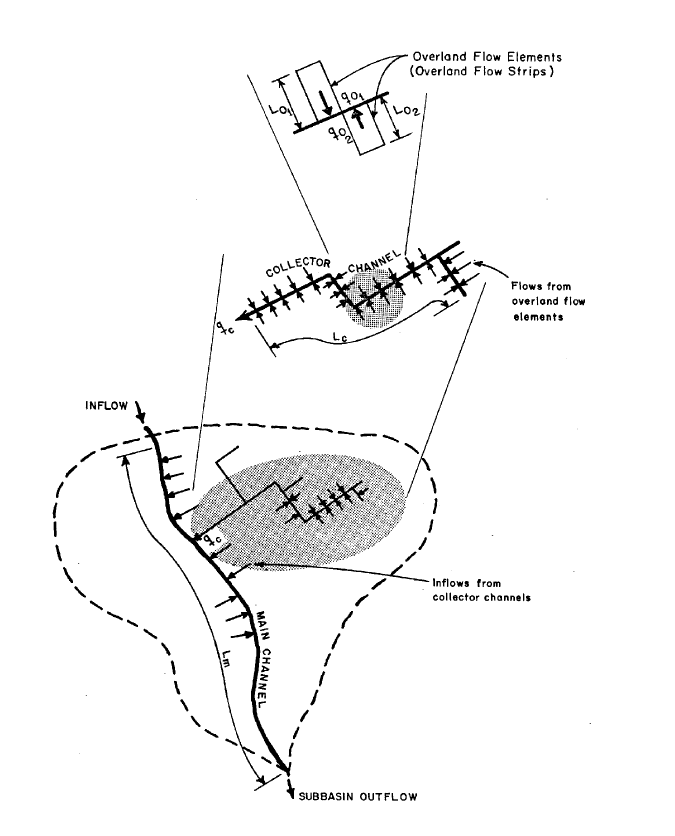 Overland Flow Elements
(Overland Flow Strips)
LO1
qO1
LO2
qO2
COLLECTOR CHANNEL
Flows from
overland flow
elements
qc
Lc
INFLOW
qc
Inflows from
collector channels
MAIN CHANNEL
Lm
SUBBASIN OUTFLOW